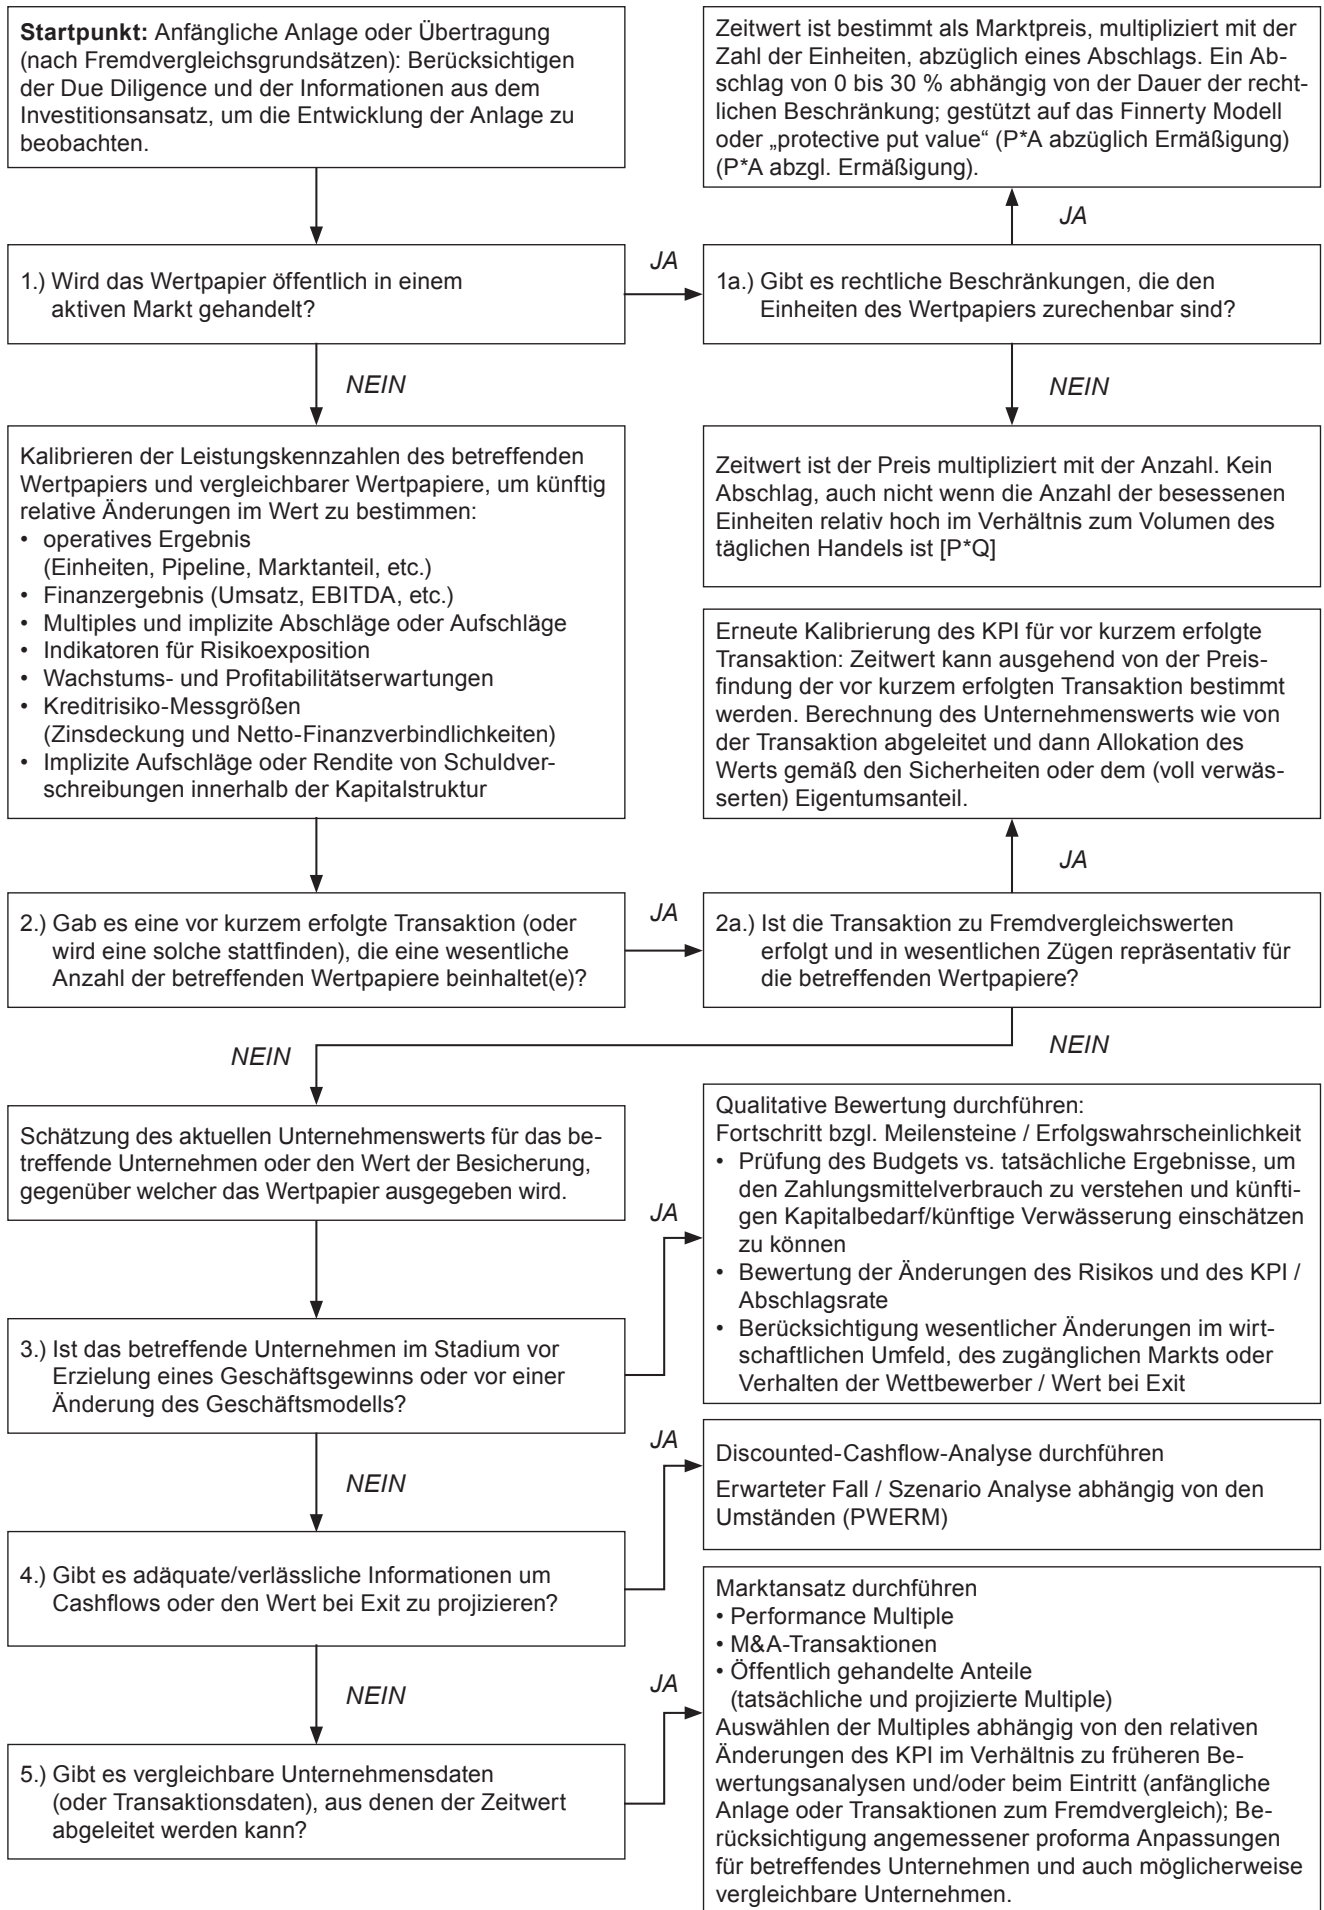 Startpunkt: Anfängliche Anlage oder Übertragung
(nach Fremdvergleichsgrundsätzen): Berücksichtigen
der Due Diligence und der Informationen aus dem
Investitionsansatz, um die Entwicklung der Anlage zu
beobachten.
Zeitwert ist bestimmt als Marktpreis, multipliziert mit der
Zahl der Einheiten, abzüglich eines Abschlags. Ein Ab-
schlag von 0 bis 30 % abhängig von der Dauer der recht-
lichen Beschränkung; gestützt auf das Finnerty Modell
oder „protective put value“ (P*A abzüglich Ermäßigung)
(P*A abzgl. Ermäßigung).
JA
1.) Wird das Wertpapier öffentlich in einem
aktiven Markt gehandelt?
JA
1a.) Gibt es rechtliche Beschränkungen, die den
Einheiten des Wertpapiers zurechenbar sind?
NEIN
NEIN
Kalibrieren der Leistungskennzahlen des betreffenden
Wertpapiers und vergleichbarer Wertpapiere, um künftig
relative Änderungen im Wert zu bestimmen:
• operatives Ergebnis
(Einheiten, Pipeline, Marktanteil, etc.)
• Finanzergebnis (Umsatz, EBITDA, etc.)
• Multiples und implizite Abschläge oder Aufschläge
• Indikatoren für Risikoexposition
• Wachstums- und Profitabilitätserwartungen
• Kreditrisiko-Messgrößen
(Zinsdeckung und Netto-Finanzverbindlichkeiten)
• Implizite Aufschläge oder Rendite von Schuldver-
schreibungen innerhalb der Kapitalstruktur
Zeitwert ist der Preis multipliziert mit der Anzahl. Kein
Abschlag, auch nicht wenn die Anzahl der besessenen
Einheiten relativ hoch im Verhältnis zum Volumen des
täglichen Handels ist [P*Q]
Erneute Kalibrierung des KPI für vor kurzem erfolgte
Transaktion: Zeitwert kann ausgehend von der Preis-
findung der vor kurzem erfolgten Transaktion bestimmt
werden. Berechnung des Unternehmenswerts wie von
der Transaktion abgeleitet und dann Allokation des
Werts gemäß den Sicherheiten oder dem (voll verwäs-
serten) Eigentumsanteil.
JA
2.) Gab es eine vor kurzem erfolgte Transaktion (oder
wird eine solche stattfinden), die eine wesentliche
Anzahl der betreffenden Wertpapiere beinhaltet(e)?
JA
2a.) Ist die Transaktion zu Fremdvergleichswerten
erfolgt und in wesentlichen Zügen repräsentativ für
die betreffenden Wertpapiere?
NEIN
NEIN
Schätzung des aktuellen Unternehmenswerts für das be-
treffende Unternehmen oder den Wert der Besicherung,
gegenüber welcher das Wertpapier ausgegeben wird.
JA
Qualitative Bewertung durchführen:
Fortschritt bzgl. Meilensteine / Erfolgswahrscheinlichkeit
• Prüfung des Budgets vs. tatsächliche Ergebnisse, um
den Zahlungsmittelverbrauch zu verstehen und künfti-
gen Kapitalbedarf/künftige Verwässerung einschätzen
zu können
• Bewertung der Änderungen des Risikos und des KPI /
Abschlagsrate
• Berücksichtigung wesentlicher Änderungen im wirt-
schaftlichen Umfeld, des zugänglichen Markts oder
Verhalten der Wettbewerber / Wert bei Exit
3.) Ist das betreffende Unternehmen im Stadium vor
Erzielung eines Geschäftsgewinns oder vor einer
Änderung des Geschäftsmodells?
NEIN
JA
Discounted-Cashflow-Analyse durchführen
Erwarteter Fall / Szenario Analyse abhängig von den
Umständen (PWERM)
4.) Gibt es adäquate/verlässliche Informationen um
Cashflows oder den Wert bei Exit zu projizieren?
NEIN
JA
Marktansatz durchführen
• Performance Multiple
• M&A-Transaktionen
• Öffentlich gehandelte Anteile
(tatsächliche und projizierte Multiple)
Auswählen der Multiples abhängig von den relativen
Änderungen des KPI im Verhältnis zu früheren Be-
wertungsanalysen und/oder beim Eintritt (anfängliche
Anlage oder Transaktionen zum Fremdvergleich); Be-
rücksichtigung angemessener proforma Anpassungen
für betreffendes Unternehmen und auch möglicherweise
vergleichbare Unternehmen.
5.) Gibt es vergleichbare Unternehmensdaten
(oder Transaktionsdaten), aus denen der Zeitwert
abgeleitet werden kann?